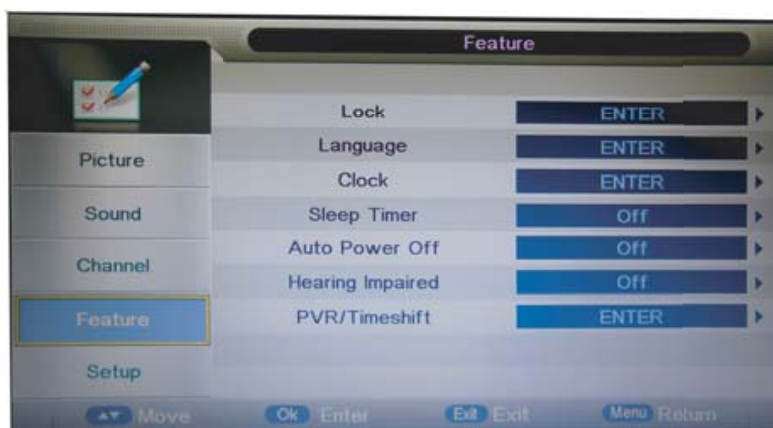 Feature
Lock ENTER
Language ENTER
Picture
Clock ENTER
Sound
Sleep Timer Off
Auto Power Off Off
Channel
Hearing Impaired Off
Feature
PVR/Timeshift ENTER
Setup
Move Ok Enter Exit Exit Menu Return